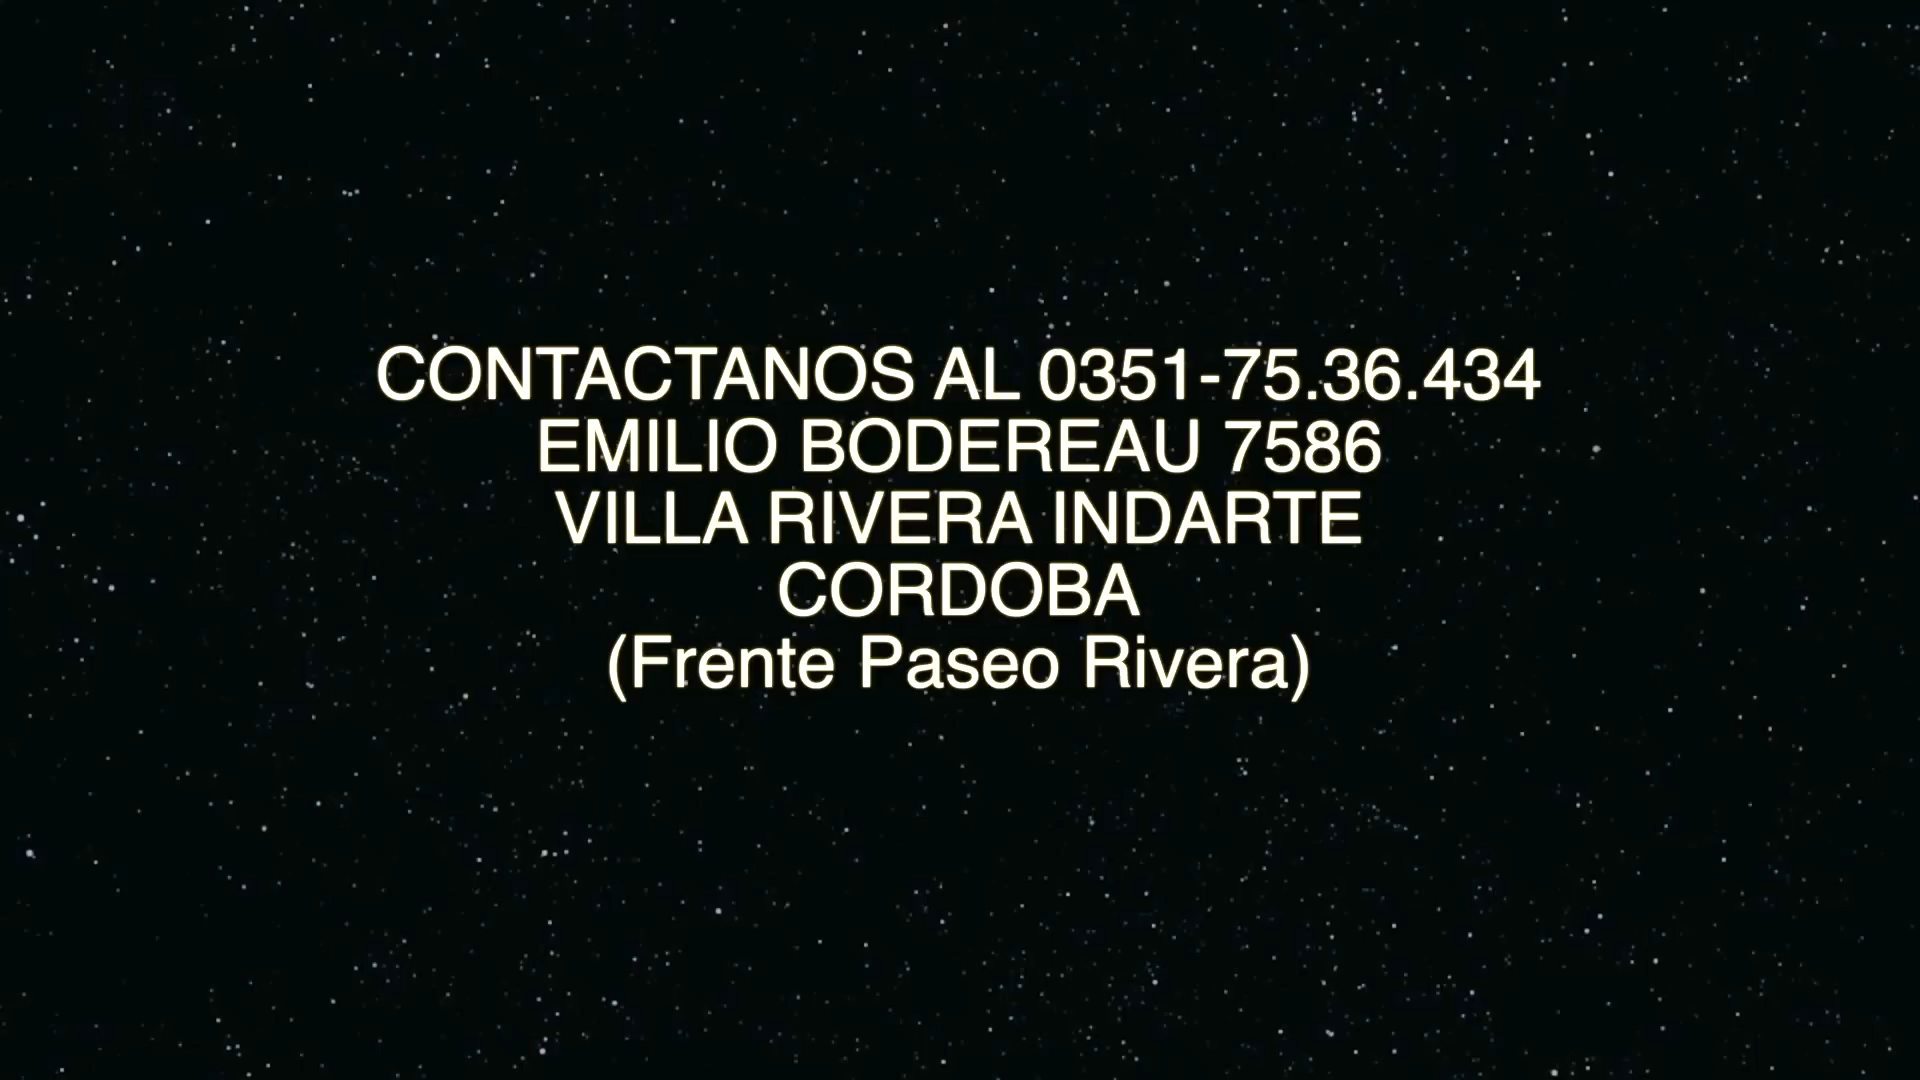 CONTACTANOS AL 0351-75.36.434
EMILIO BODEREAU 7586
VILLA RIVERA INDARTE
CORDOBA
(Frente Paseo Rivera)